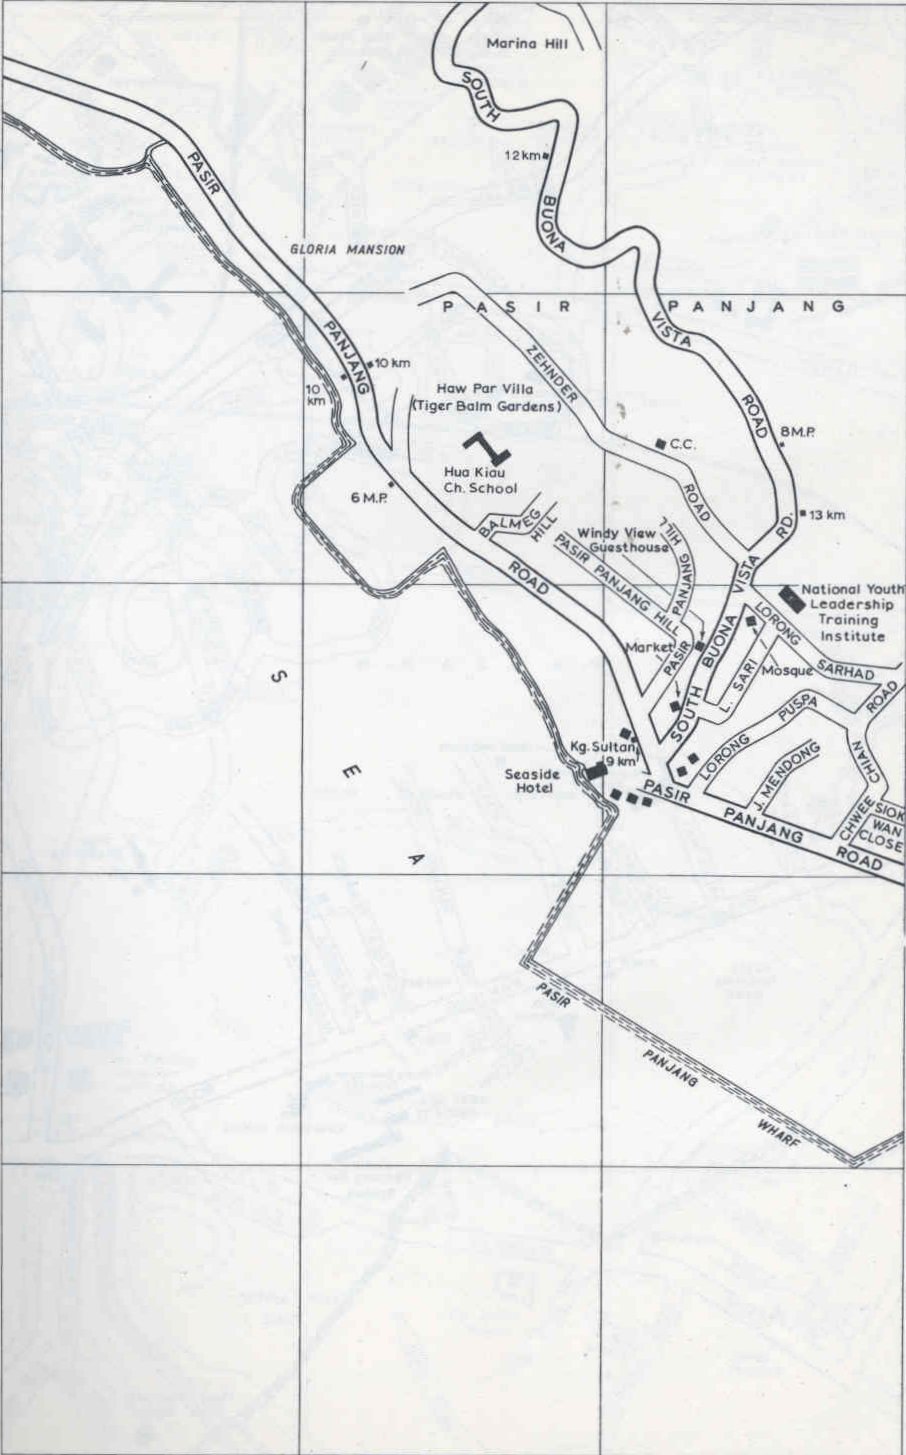 Marina Hill
SOUTH
12km
BUONA
VISTA
ROAD
8 M.P.
13 km
RD.
PASIR
PANJANG
ROAD
GLORIA MANSION
PASIR PANJANG
10 km
10
km
ZEHNDER
ROAD
Haw Par Villa
(Tiger Balm Gardens)
C.C.
Hua Kiau
Ch. School
6 M.P.
BALMEG
HILL
Windy View
Guesthouse
PASIR PANJANG HILL
PASIR
PANJANG
HILL
Market
SOUTH
BUONA
VISTA
National Youth
Leadership
Training
Institute
LORONG
SARHAD
Mosque
L. SARI
LORONG
PUSPA
ROAD
CHWEE
CHIAN
J. MENDONG
SIOK
WAN
CLOSE
Kg. Sultan
9 km
Seaside
Hotel
PASIR
PANJANG
ROAD
SEA
PASIR
PANJANG
WHARF